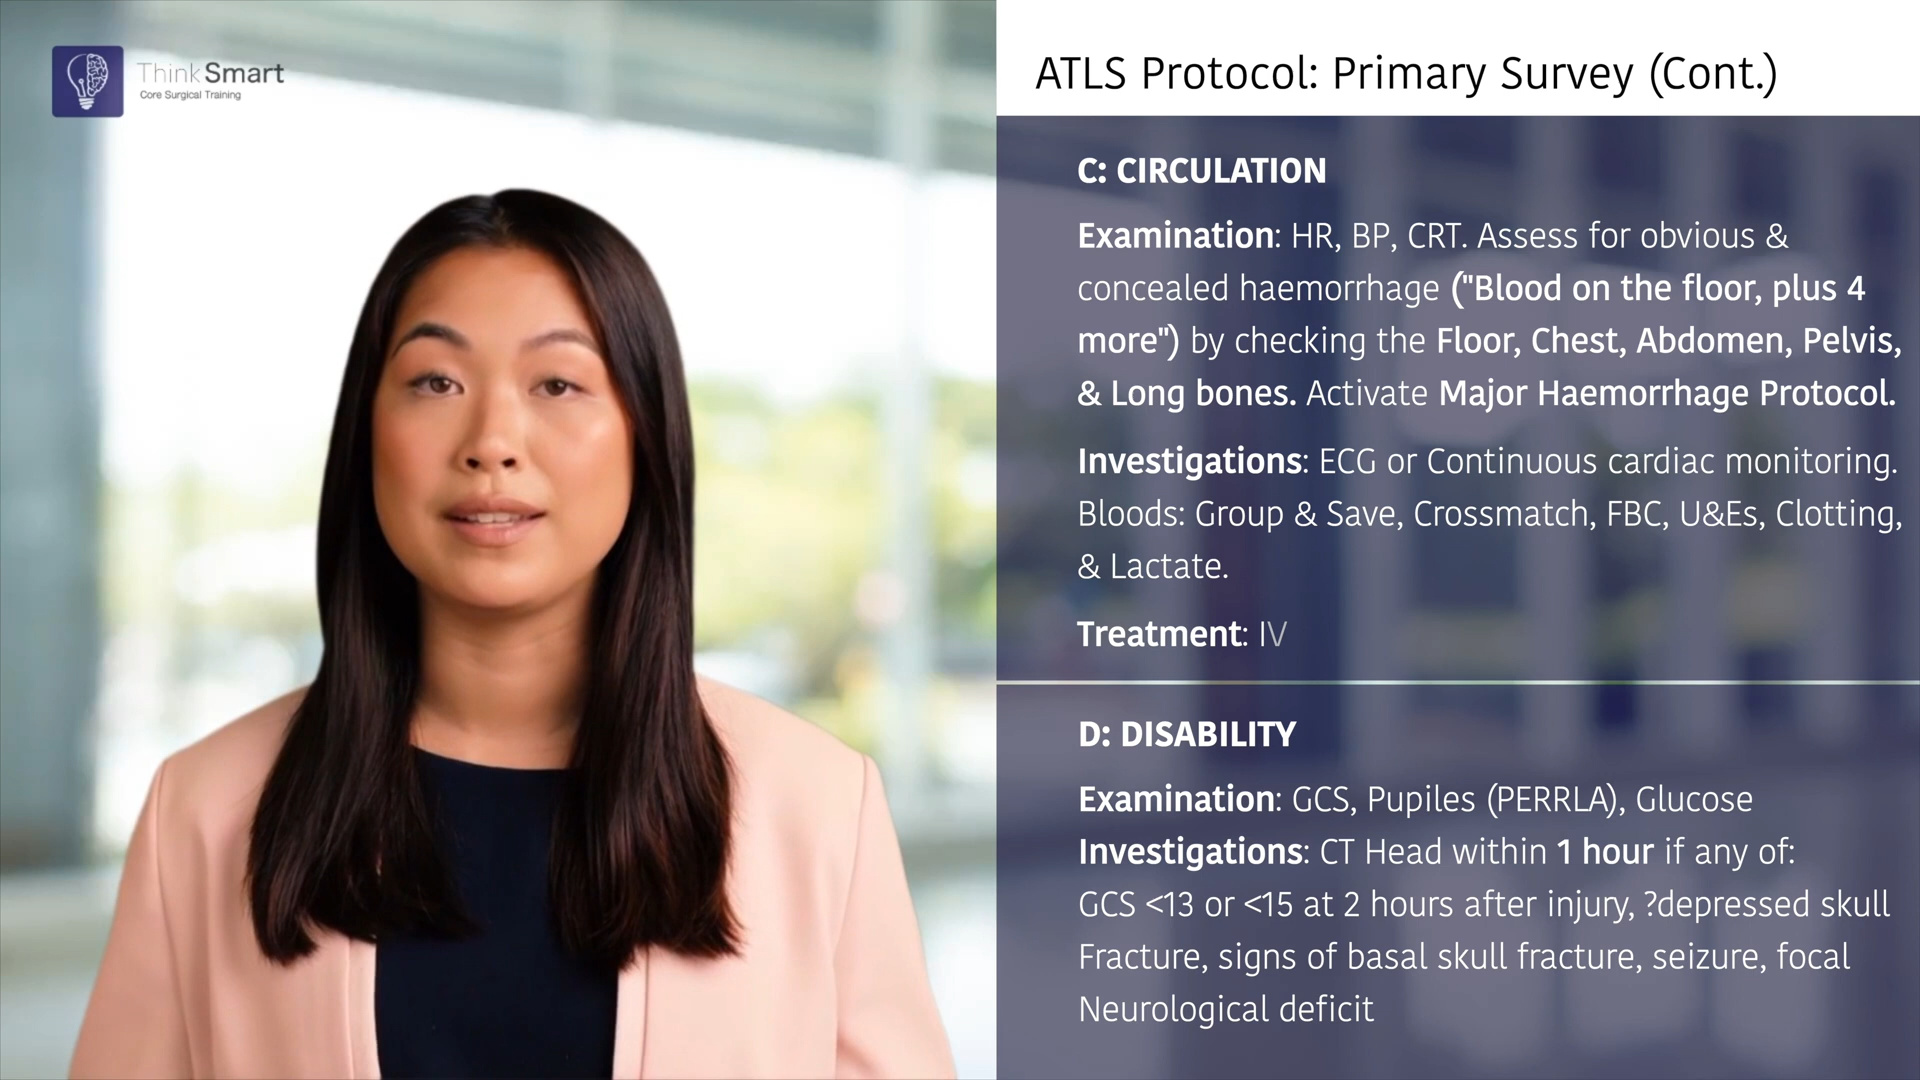 ThinkSmart
Core Surgical Training
ATLS Protocol: Primary Survey (Cont.)
C: CIRCULATION
Examination: HR, BP, CRT. Assess for obvious &
concealed haemorrhage ("Blood on the floor, plus 4
more") by checking the Floor, Chest, Abdomen, Pelvis,
& Long bones. Activate Major Haemorrhage Protocol.
Investigations: ECG or Continuous cardiac monitoring.
Bloods: Group & Save, Crossmatch, FBC, U&Es, Clotting,
& Lactate.
Treatment: IV
D: DISABILITY
Examination: GCS, Pupiles (PERRLA), Glucose
Investigations: CT Head within 1 hour if any of:
GCS <13 or <15 at 2 hours after injury, ?depressed skull
Fracture, signs of basal skull fracture, seizure, focal
Neurological deficit